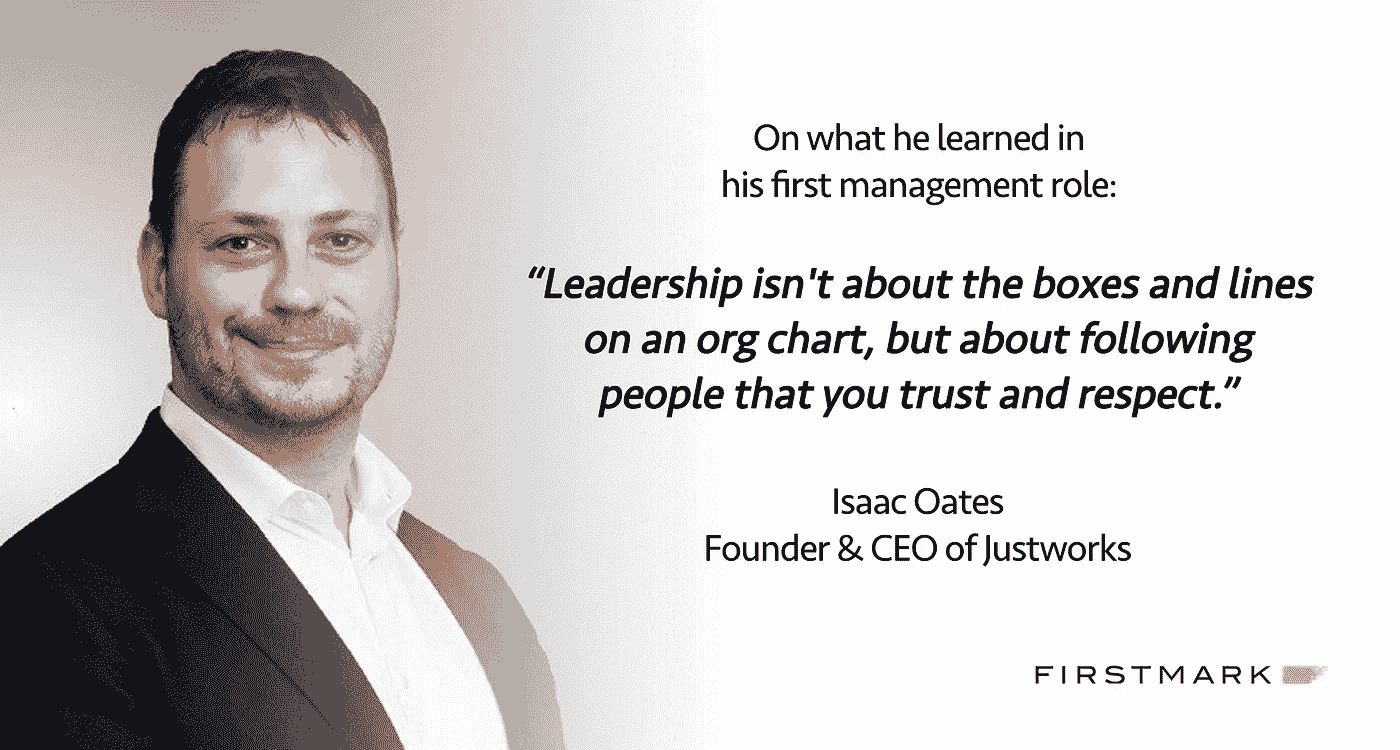 On what he learned in
his first management role:
“Leadership isn't about the boxes and lines
on an org chart, but about following
people that you trust and respect.”
Isaac Oates
Founder & CEO of Justworks
FIRSTMARK